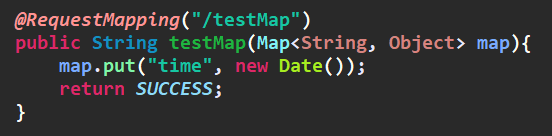 @RequestMapping("/testMap")
public String testMap(Map<String, Object> map){
    map.put("time", new Date());
    return SUCCESS;
}